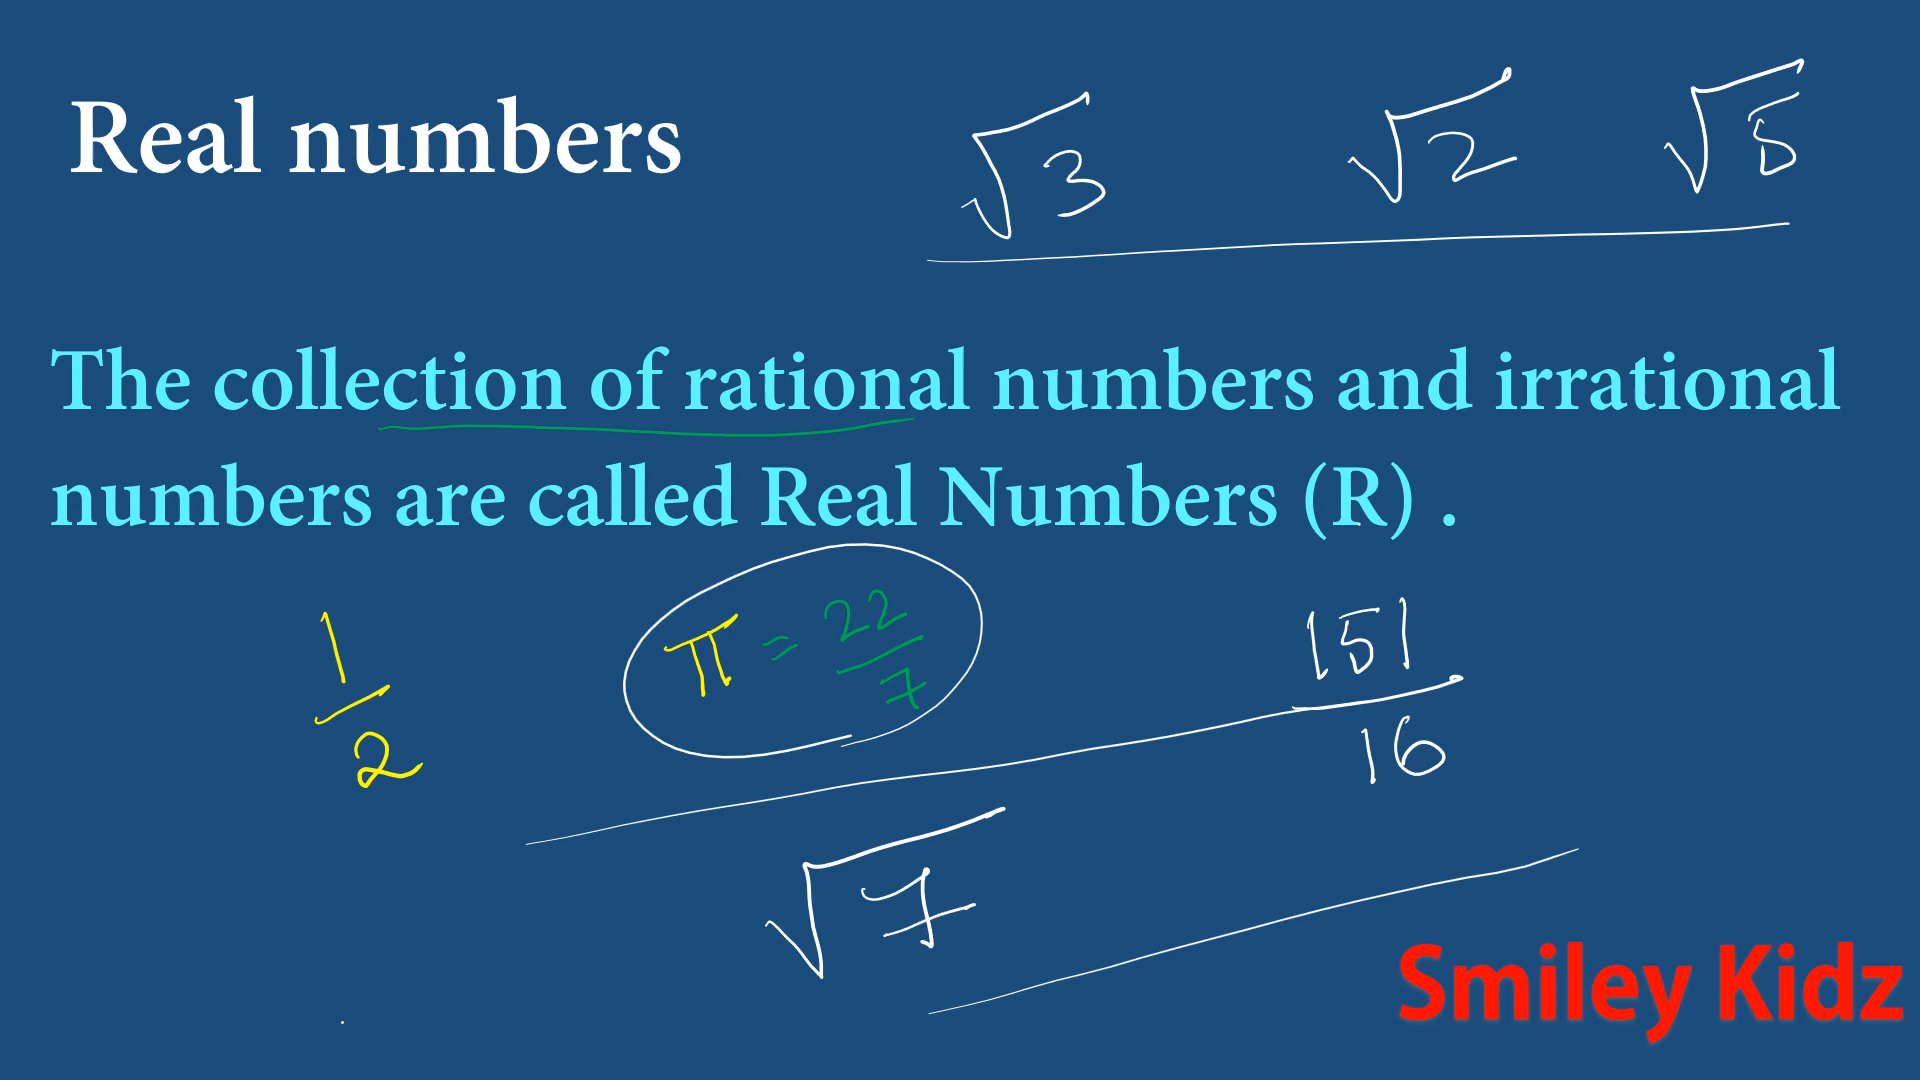 Real numbers
√3 √2 √5
The collection of rational numbers and irrational
numbers are called Real Numbers (R) .
1/2 π = 22/7 151/16
√7
Smiley Kidz